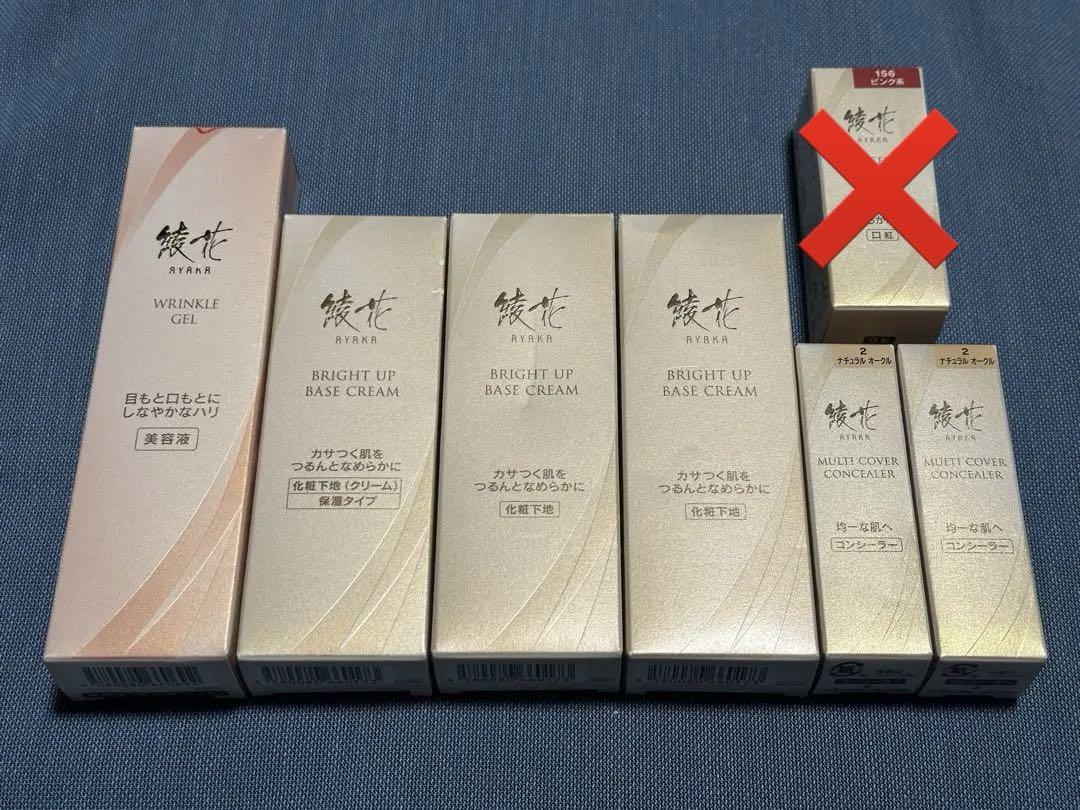 綾花
AYAKA
WRINKLE
GEL
目もと口もとに
しなやかなハリ
美容液
綾花
AYAKA
BRIGHT UP
BASE CREAM
カサつく肌を
つるんとなめらかに
化粧下地(クリーム)
保湿タイプ
綾花
AYAKA
BRIGHT UP
BASE CREAM
カサつく肌を
つるんとなめらかに
化粧下地
綾花
AYAKA
BRIGHT UP
BASE CREAM
カサつく肌を
つるんとなめらかに
化粧下地
156
ピンク系
綾花
AYAKA
口紅
口紅
2
ナチュラル オークル
綾花
AYAKA
MULTI COVER
CONCEALER
均一な肌へ
コンシーラー
2
ナチュラル オークル
綾花
AYAKA
MULTI COVER
CONCEALER
均一な肌へ
コンシーラー